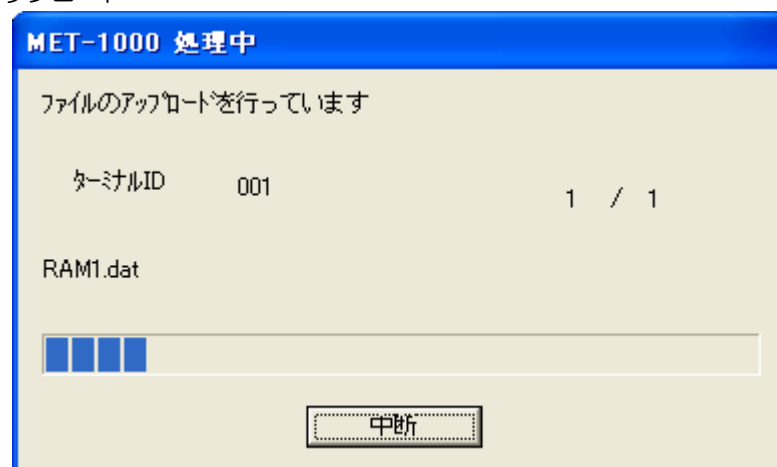 MET-1000 処理中
ファイルのアップロードを行っています
ターミナルID 001 1 / 1
RAM1.dat
中断